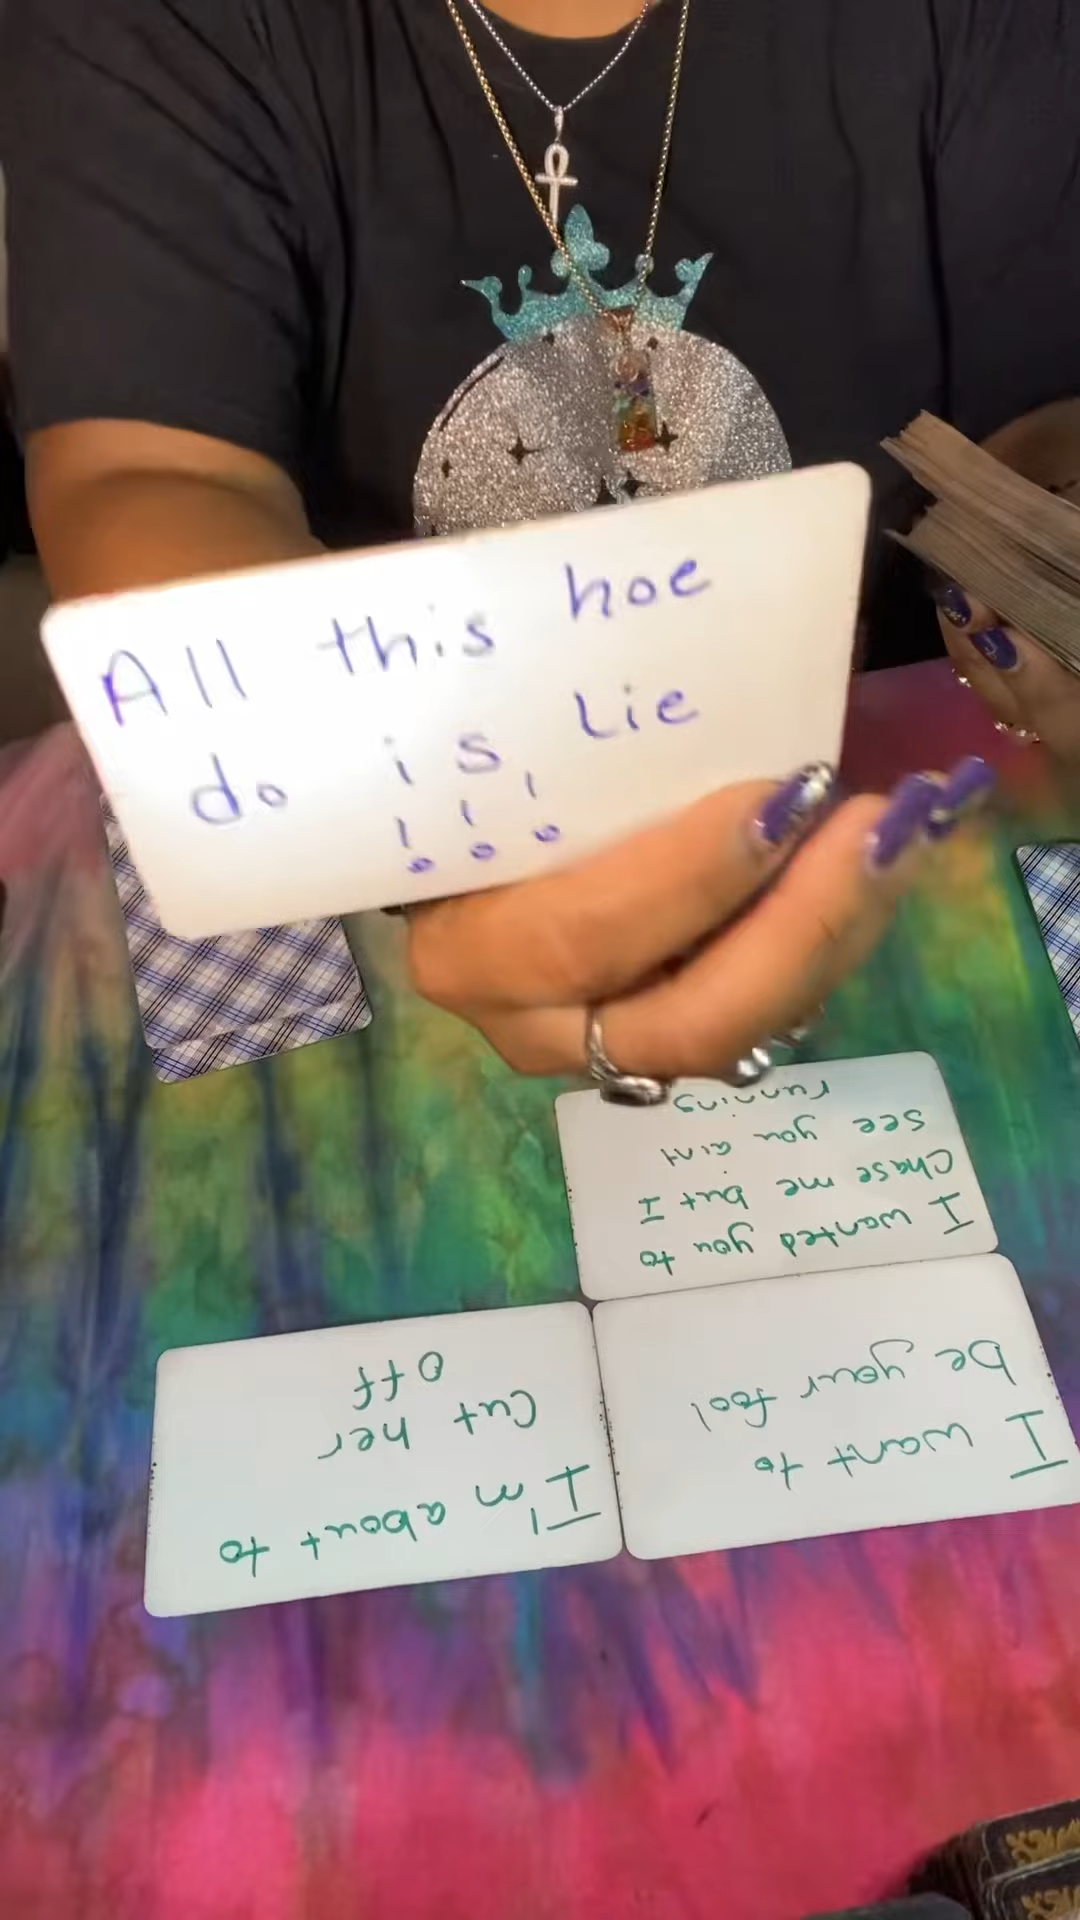 All this hoe
do is Lie
!!!
I wanted you to
Chase me but I
see you aint
running
I want to
be your fool
I'm about to
Cut her
Off